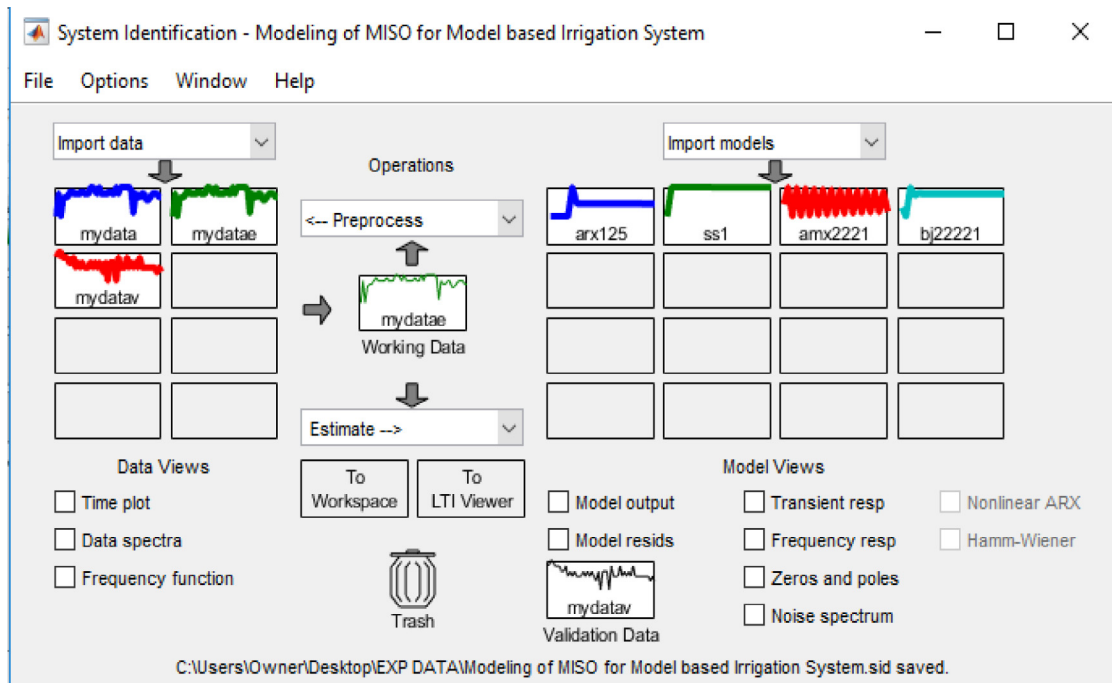 System Identification - Modeling of MISO for Model based Irrigation System
File Options Window Help
Import data
Operations
Import models
mydata
mydatae
<-- Preprocess
arx125
ss1
amx2221
bj22221
mydatav
mydatae
Working Data
Estimate -->
Data Views
To
Workspace
To
LTI Viewer
Model Views
Time plot
Data spectra
Frequency function
Model output
Model resids
Transient resp
Frequency resp
Zeros and poles
Noise spectrum
Nonlinear ARX
Hamm-Wiener
Trash
mydatav
Validation Data
C:\Users\Owner\Desktop\EXP DATA\Modeling of MISO for Model based Irrigation System.sid saved.